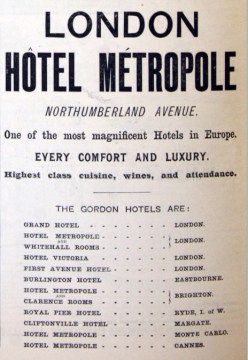 LONDON
HÔTEL MÉTROPOLE
NORTHUMBERLAND AVENUE.
One of the most magnificent Hotels in Europe.
EVERY COMFORT AND LUXURY.
Highest class cuisine, wines, and attendance.
THE GORDON HOTELS ARE:
GRAND HOTEL - - - - - - LONDON.
HOTEL METROPOLE - - - - -
AND
WHITEHALL ROOMS - - - - } LONDON.
HOTEL VICTORIA - - - - - LONDON.
FIRST AVENUE HOTEL - - - - LONDON.
BURLINGTON HOTEL - - - - EASTBOURNE.
HOTEL METROPOLE - - - - -
AND
CLARENCE ROOMS - - - - } BRIGHTON.
ROYAL PIER HOTEL - - - - RYDE, I. of W.
CLIFTONVILLE HOTEL - - - - MARGATE.
HOTEL METROPOLE - - - - - MONTE CARLO.
HOTEL METROPOLE - - - - - CANNES.